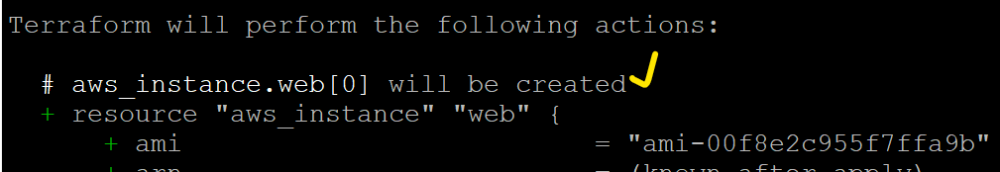 Terraform will perform the following actions:
# aws_instance.web[0] will be created
+ resource "aws_instance" "web" {
+ ami = "ami-00f8e2c955f7ffa9b"
+ arn = (known after apply)